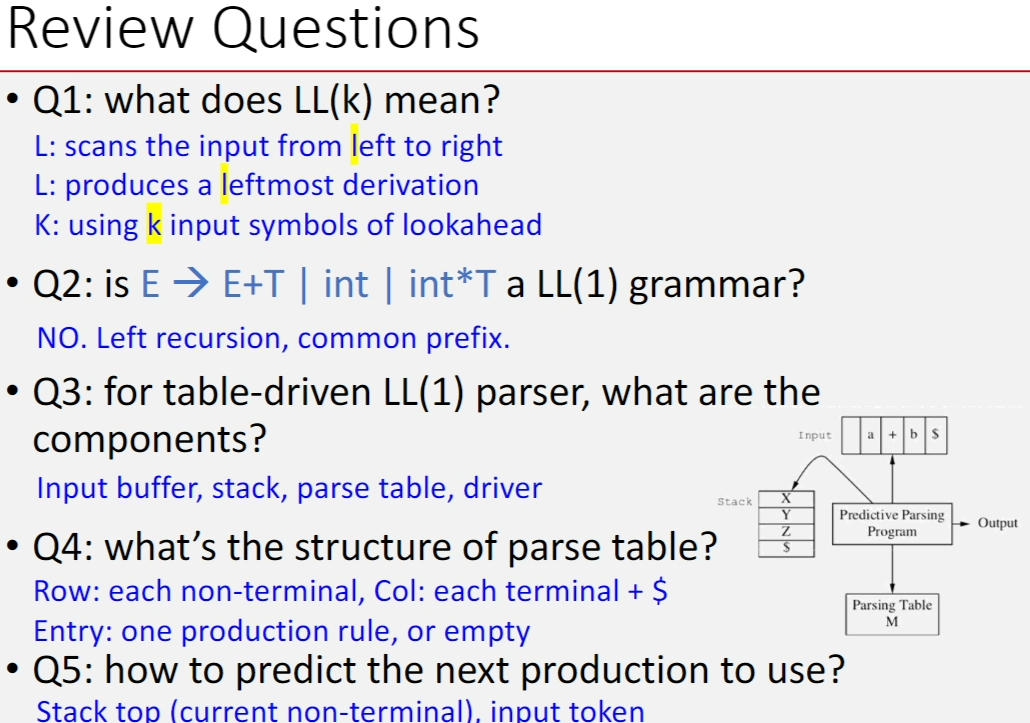 Review Questions
• Q1: what does LL(k) mean?
L: scans the input from left to right
L: produces a leftmost derivation
K: using k input symbols of lookahead
• Q2: is E → E+T | int | int*T a LL(1) grammar?
NO. Left recursion, common prefix.
• Q3: for table-driven LL(1) parser, what are the
components?
Input buffer, stack, parse table, driver
Input a + b $
Stack X
Y
Z
$
Predictive Parsing
Program
Output
Parsing Table
M
• Q4: what’s the structure of parse table?
Row: each non-terminal, Col: each terminal + $
Entry: one production rule, or empty
• Q5: how to predict the next production to use?
Stack top (current non-terminal), input token